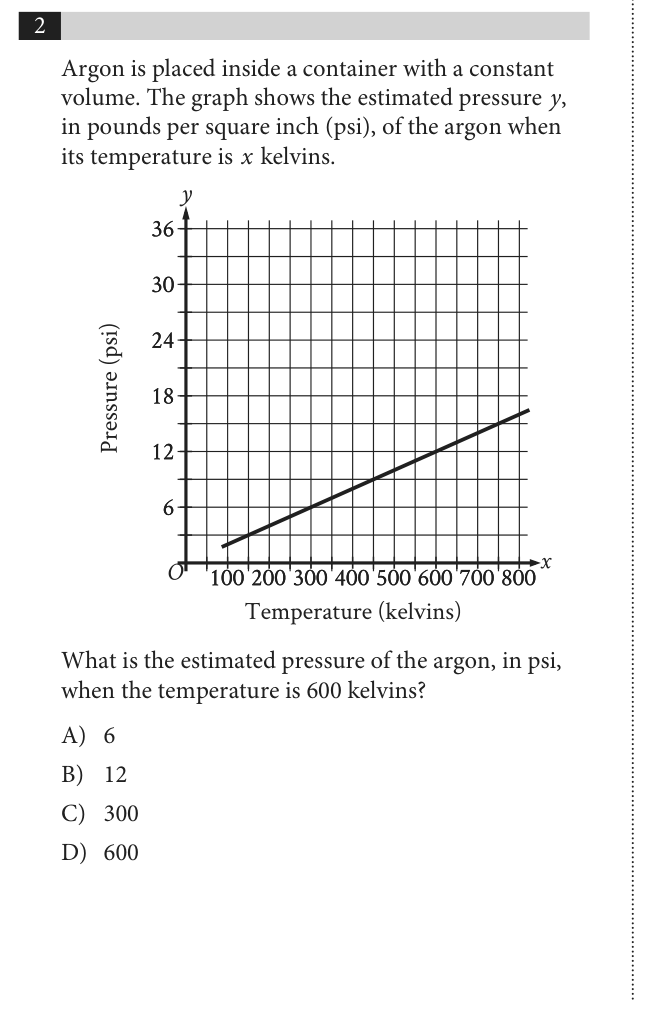 2
Argon is placed inside a container with a constant
volume. The graph shows the estimated pressure y,
in pounds per square inch (psi), of the argon when
its temperature is x kelvins.
y
36
30
24
18
12
6
Pressure (psi)
O
100 200 300 400 500 600 700 800
x
Temperature (kelvins)
What is the estimated pressure of the argon, in psi,
when the temperature is 600 kelvins?
A) 6
B) 12
C) 300
D) 600